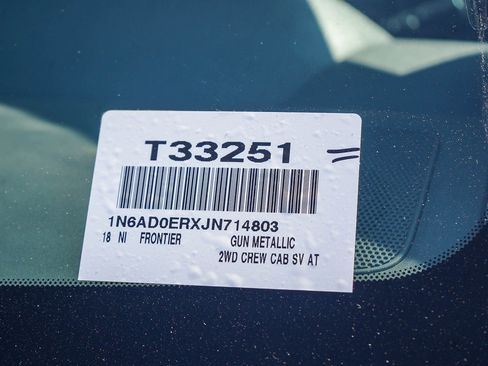 T33251
1N6AD0ERXJN714803
18 NI FRONTIER GUN METALLIC
2WD CREW CAB SV AT